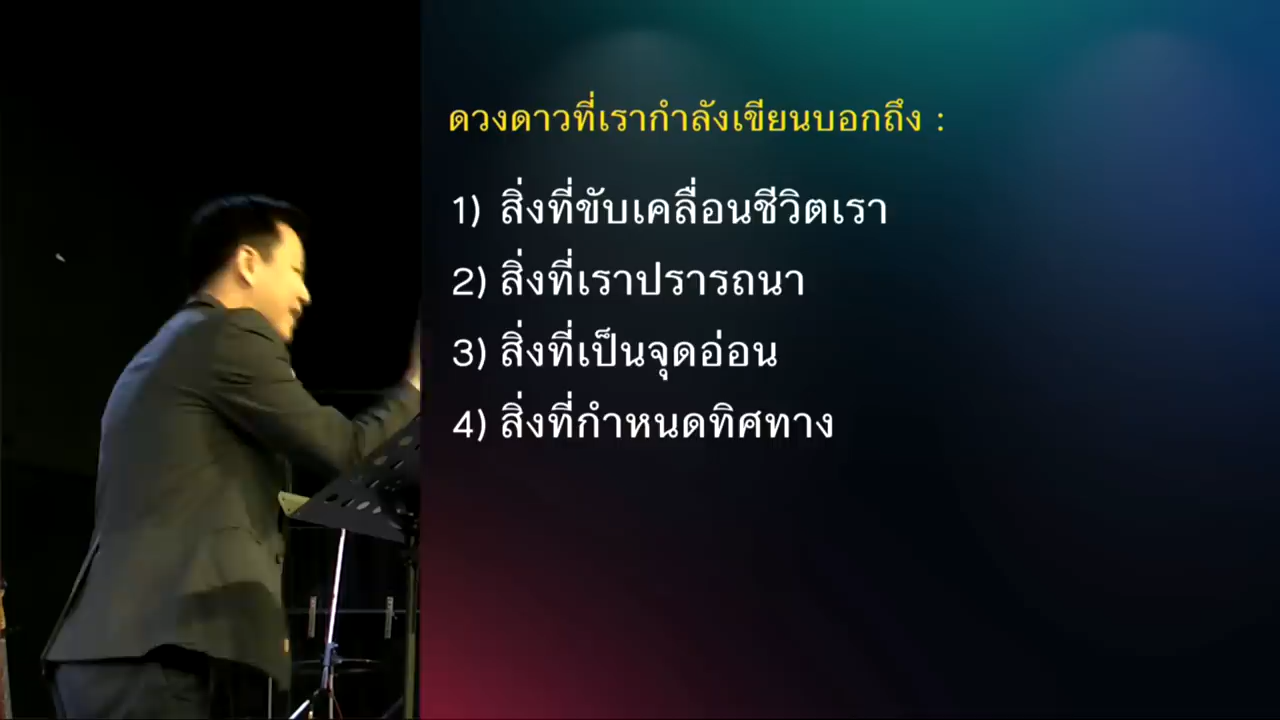 ดวงดาวที่เรากำลังเขียนบอกถึง :
1) สิ่งที่ขับเคลื่อนชีวิตเรา
2) สิ่งที่เราปรารถนา
3) สิ่งที่เป็นจุดอ่อน
4) สิ่งที่กำหนดทิศทาง